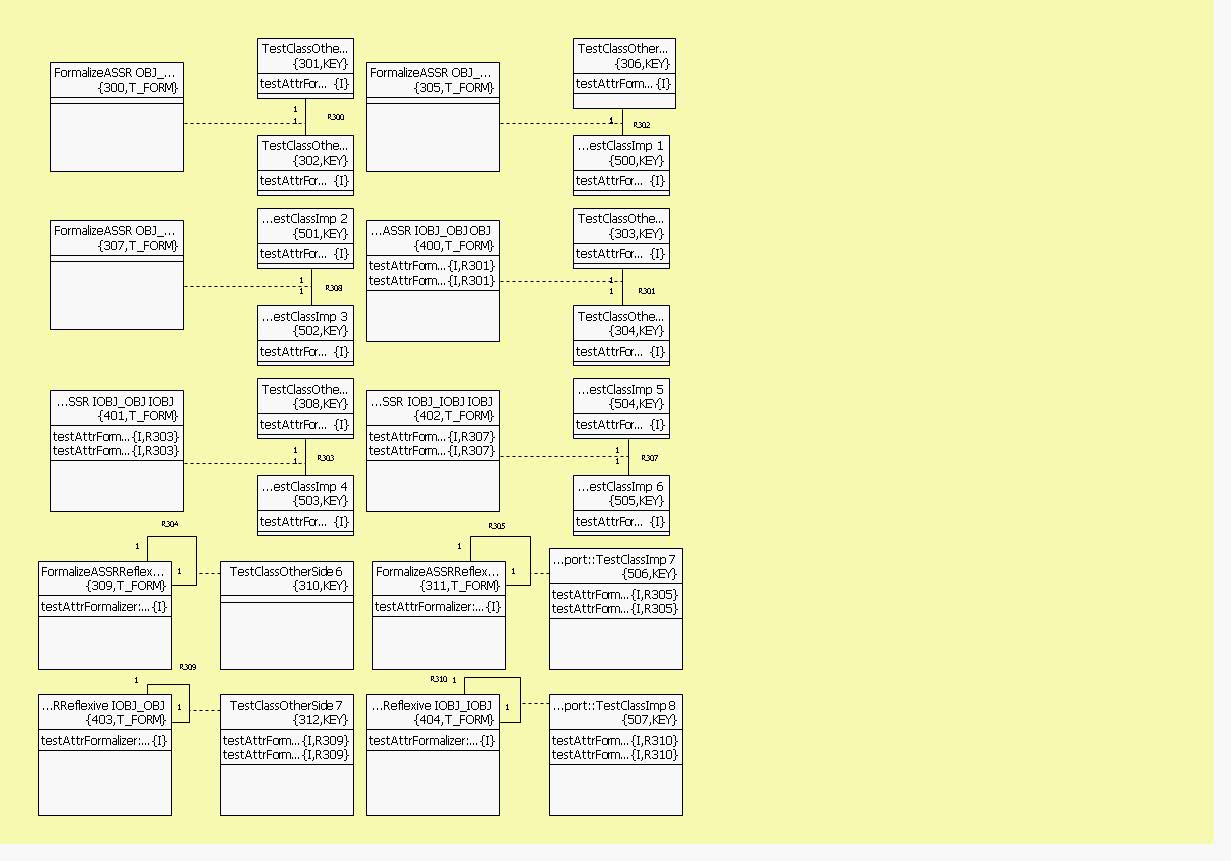 FormalizeASSR OBJ_...
{300,T_FORM}
TestClassOthe...
{301,KEY}
testAttrFor... {I}
1
1
R300
TestClassOthe...
{302,KEY}
testAttrFor... {I}
FormalizeASSR OBJ_...
{305,T_FORM}
TestClassOther...
{306,KEY}
testAttrForm... {I}
1
R302
...estClassImp 1
{500,KEY}
testAttrFor... {I}
FormalizeASSR OBJ_...
{307,T_FORM}
...estClassImp 2
{501,KEY}
testAttrFor... {I}
1
1
R308
...estClassImp 3
{502,KEY}
testAttrFor... {I}
...ASSR IOBJ_OBJ OBJ
{400,T_FORM}
testAttrForm...{I,R301}
testAttrForm...{I,R301}
TestClassOthe...
{303,KEY}
testAttrFor... {I}
1
1
R301
TestClassOthe...
{304,KEY}
testAttrFor... {I}
...SSR IOBJ_OBJ IOBJ
{401,T_FORM}
testAttrForm...{I,R303}
testAttrForm...{I,R303}
TestClassOthe...
{308,KEY}
testAttrFor... {I}
1
1
R303
...estClassImp 4
{503,KEY}
testAttrFor... {I}
...SSR IOBJ_IOBJ IOBJ
{402,T_FORM}
testAttrForm...{I,R307}
testAttrForm...{I,R307}
...estClassImp 5
{504,KEY}
testAttrFor... {I}
1
1
R307
...estClassImp 6
{505,KEY}
testAttrFor... {I}
R304
1
1
FormalizeASSRReflex...
{309,T_FORM}
testAttrFormalizer:...{I}
TestClassOtherSide6
{310,KEY}
R305
1
1
FormalizeASSRReflex...
{311,T_FORM}
testAttrFormalizer:...{I}
...port::TestClassImp 7
{506,KEY}
testAttrForm...{I,R305}
testAttrForm...{I,R305}
R309
1
1
...RReflexive IOBJ_OBJ
{403,T_FORM}
testAttrFormalizer:...{I}
TestClassOtherSide7
{312,KEY}
testAttrForm...{I,R309}
testAttrForm...{I,R309}
R310
1
1
...Reflexive IOBJ_IOBJ
{404,T_FORM}
testAttrFormalizer:...{I}
...port::TestClassImp 8
{507,KEY}
testAttrForm...{I,R310}
testAttrForm...{I,R310}